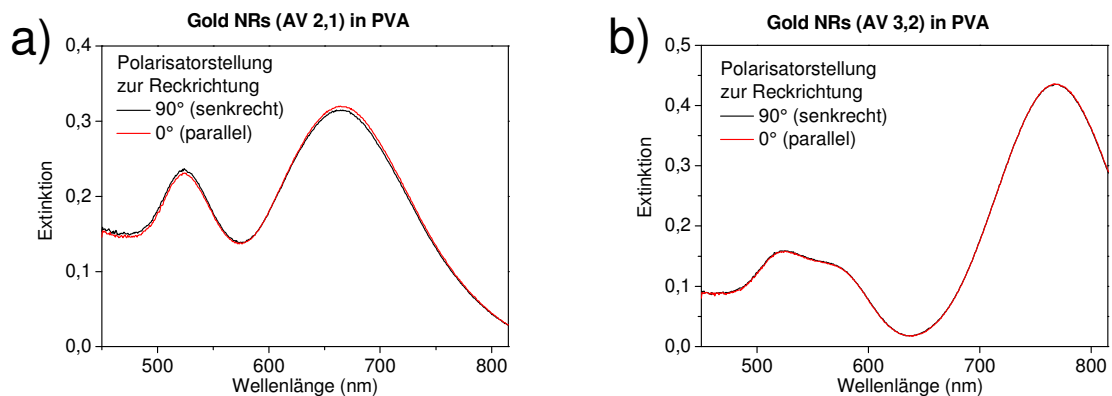 a)
Gold NRs (AV 2,1) in PVA
0,4
0,3
0,2
0,1
0,0
Extinktion
Polarisatorstellung
zur Reckrichtung
90° (senkrecht)
0° (parallel)
500 600 700 800
Wellenlänge (nm)
b)
Gold NRs (AV 3,2) in PVA
0,5
0,4
0,3
0,2
0,1
0,0
Extinktion
Polarisatorstellung
zur Reckrichtung
90° (senkrecht)
0° (parallel)
500 600 700 800
Wellenlänge (nm)